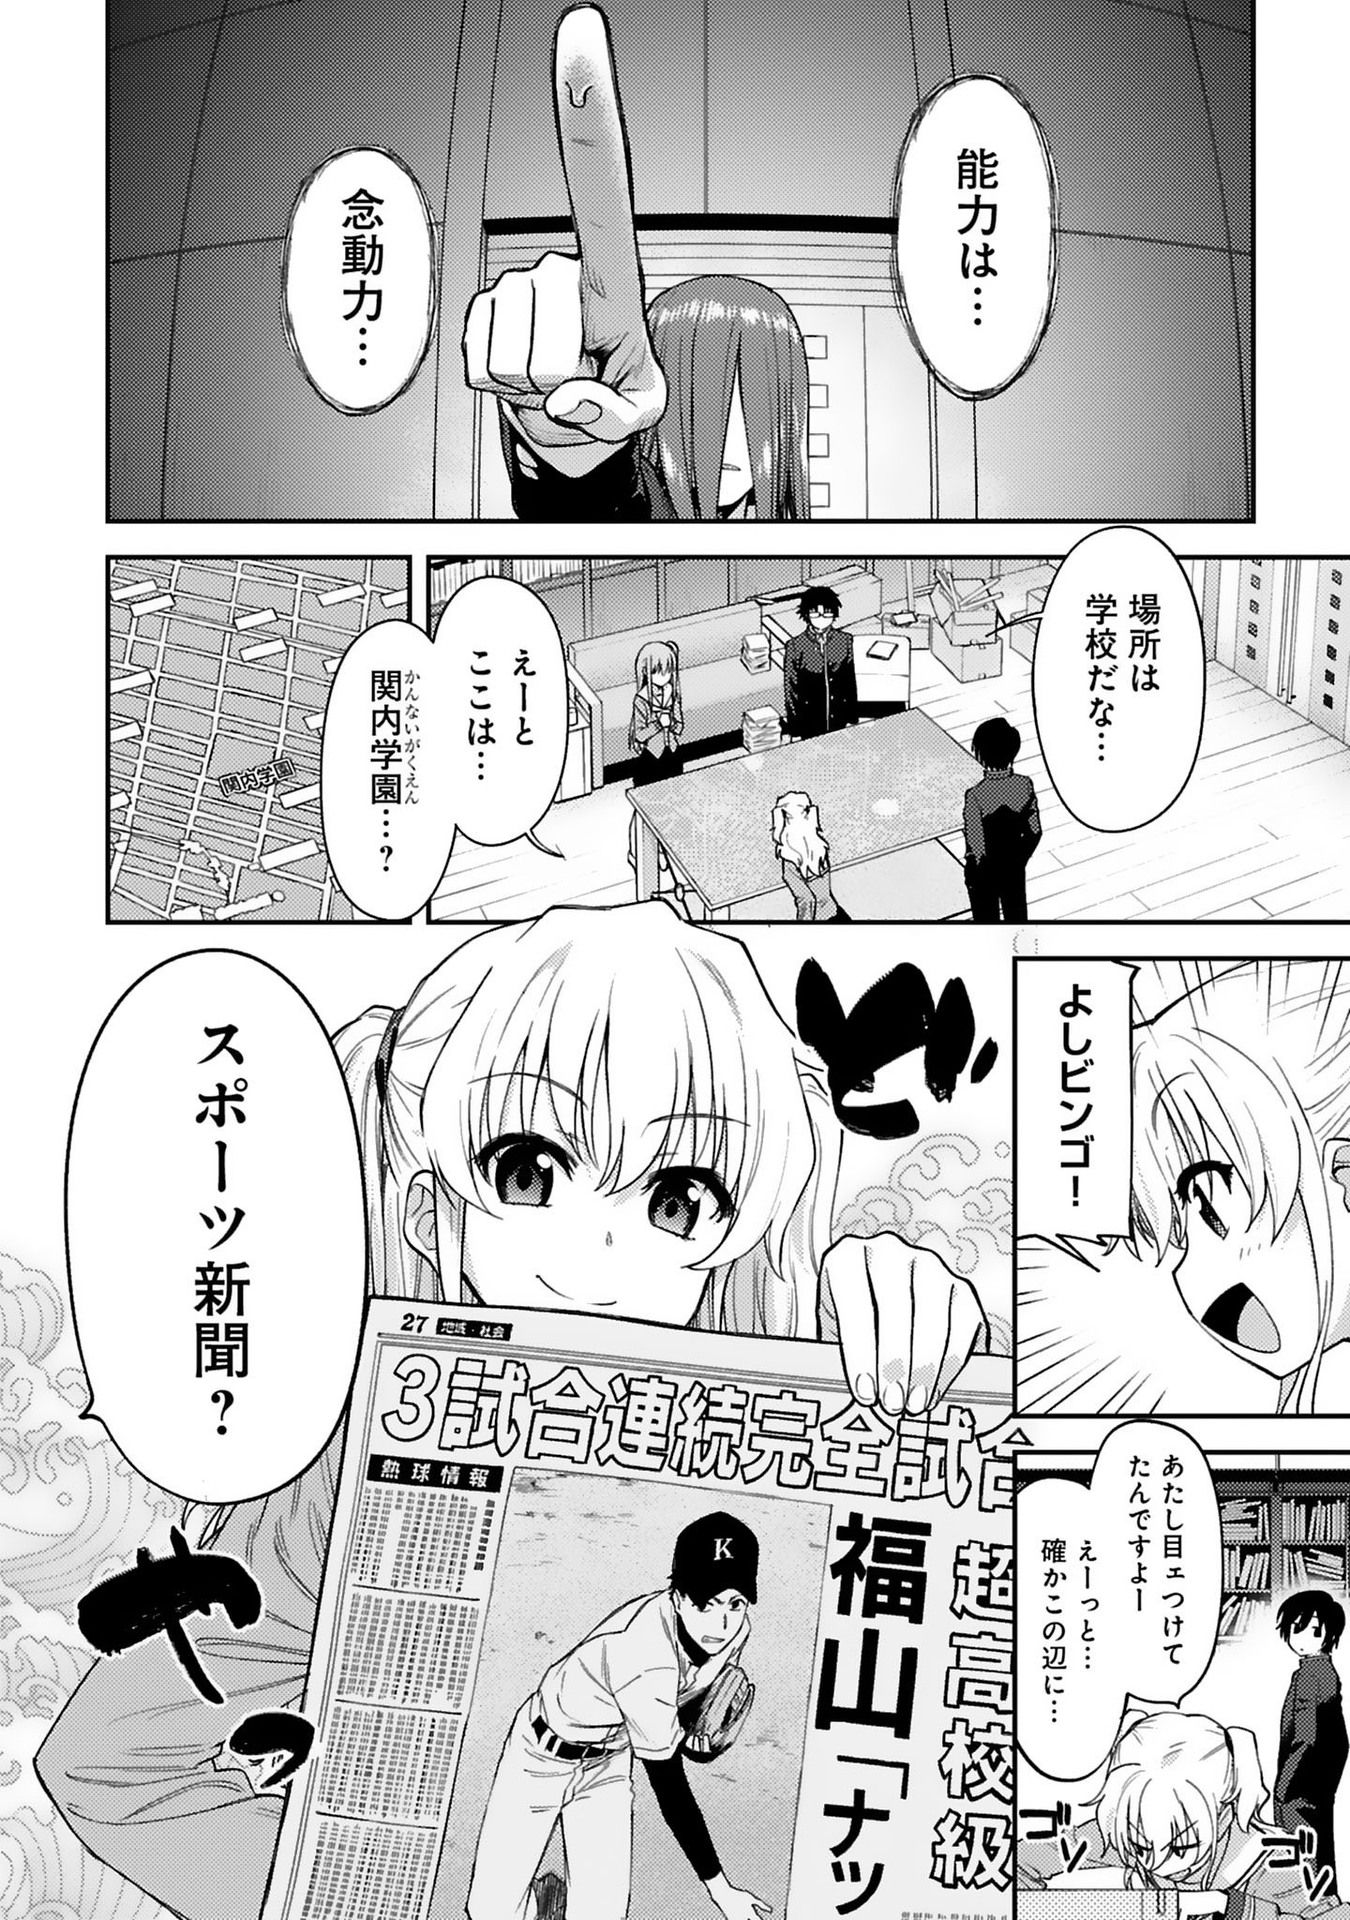 能力は…
念動力…
場所は
学校だな…
えーと
ここは…
関内学園…？
かんないがくえん
関内学園
よしビンゴ！
あたし目ェつけて
たんですよー
えーっと…
確かこの辺に…
ゴソ
ゴソ
ど
やっ
スポーツ新聞？
27 地域・社会
3試合連続完全試合
熱球情報
超高校級
福山「ナッ
K